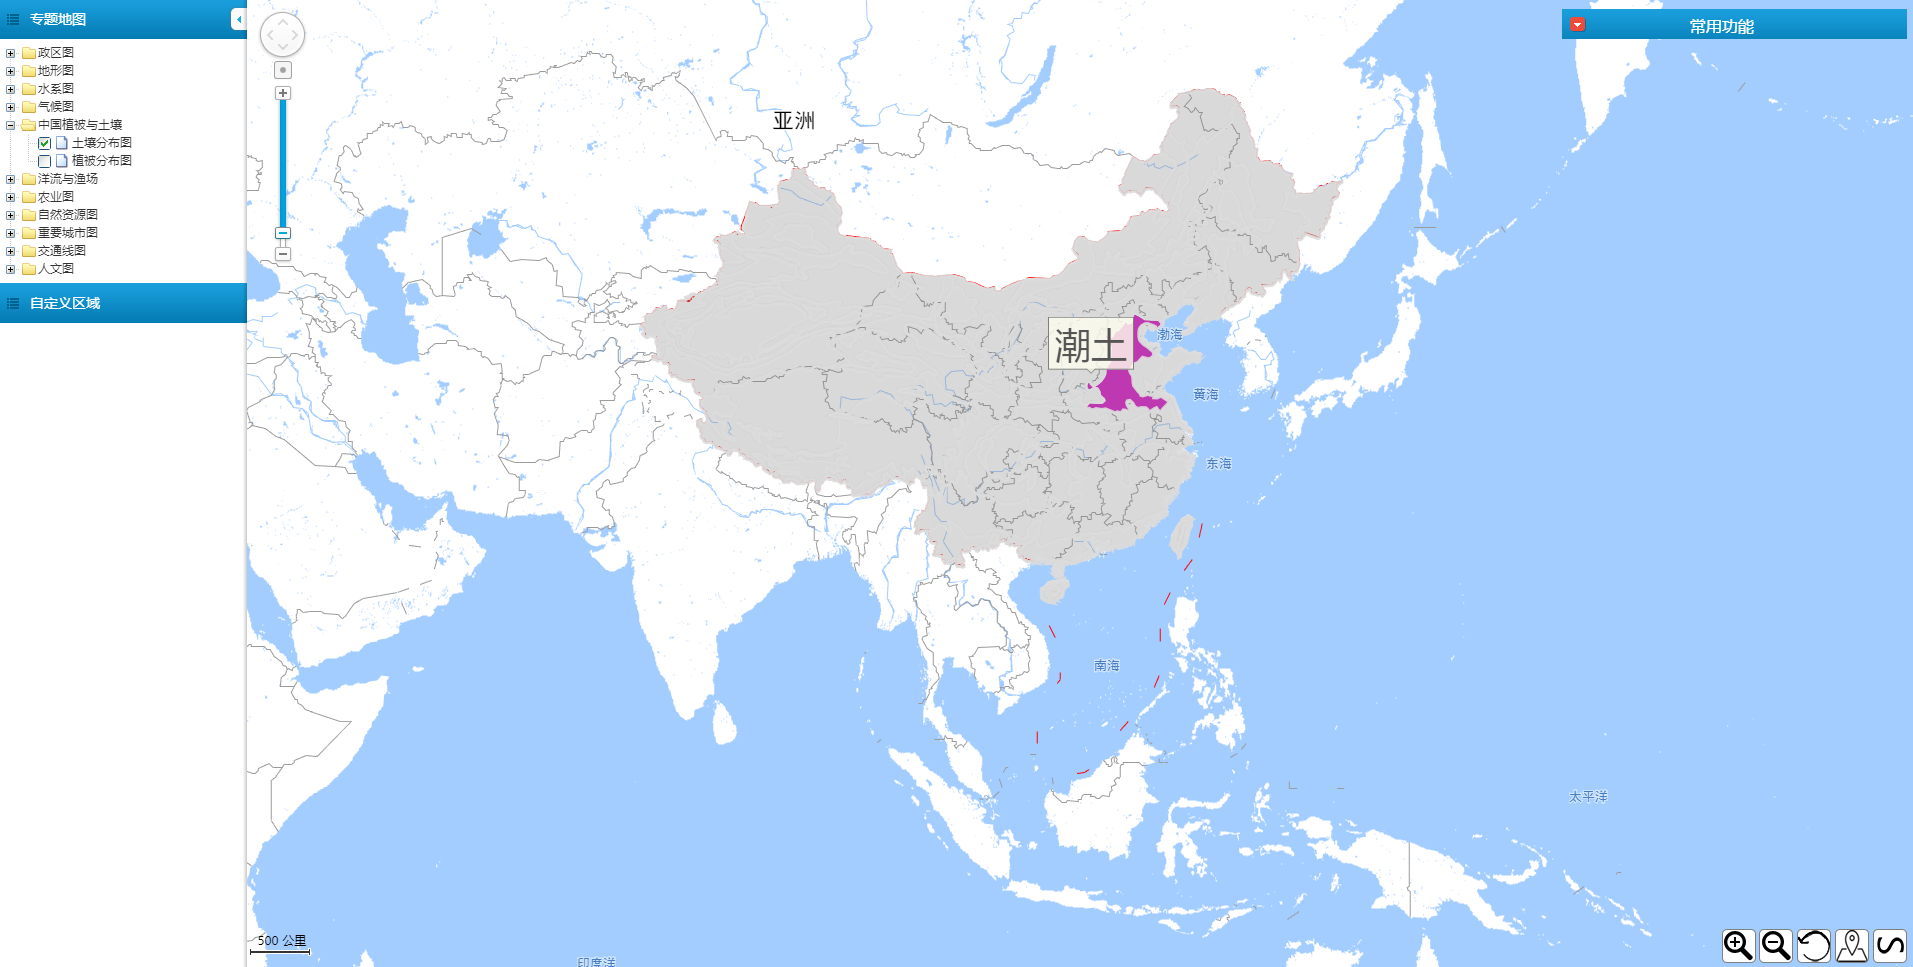 专题地图
政区图
地形图
水系图
气候图
中国植被与土壤
土壤分布图
植被分布图
洋流与渔场
农业图
自然资源图
重要城市图
交通线图
人文图
自定义区域
常用功能
亚洲
潮土
渤海
黄海
东海
南海
太平洋
500 公里
印度洋